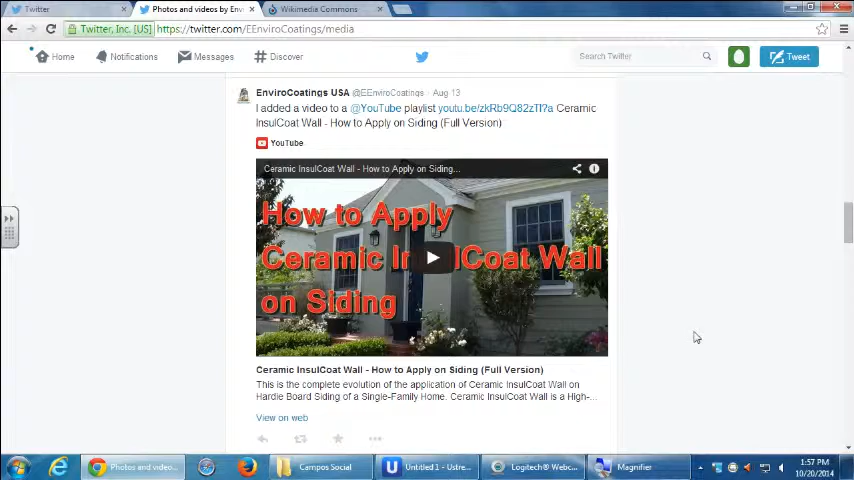 Twitter
Photos and videos by Env
Wikimedia Commons
Twitter, Inc. [US]
https://twitter.com/EEnviroCoatings/media
Home
Notifications
Messages
Discover
Search Twitter
Tweet
EnviroCoatings USA @EEnviroCoatings · Aug 13
I added a video to a @YouTube playlist youtu.be/zkRb9Q82zTI?a Ceramic
InsulCoat Wall - How to Apply on Siding (Full Version)
YouTube
Ceramic InsulCoat Wall - How to Apply on Siding...
How to Apply
Ceramic InsulCoat Wall
on Siding
Ceramic InsulCoat Wall - How to Apply on Siding (Full Version)
This is the complete evolution of the application of Ceramic InsulCoat Wall on
Hardie Board Siding of a Single-Family Home. Ceramic InsulCoat Wall is a High-...
View on web
Photos and video...
Campos Social
Untitled 1 - Ustre...
Logitech® Webc...
Magnifier
1:57 PM
10/20/2014